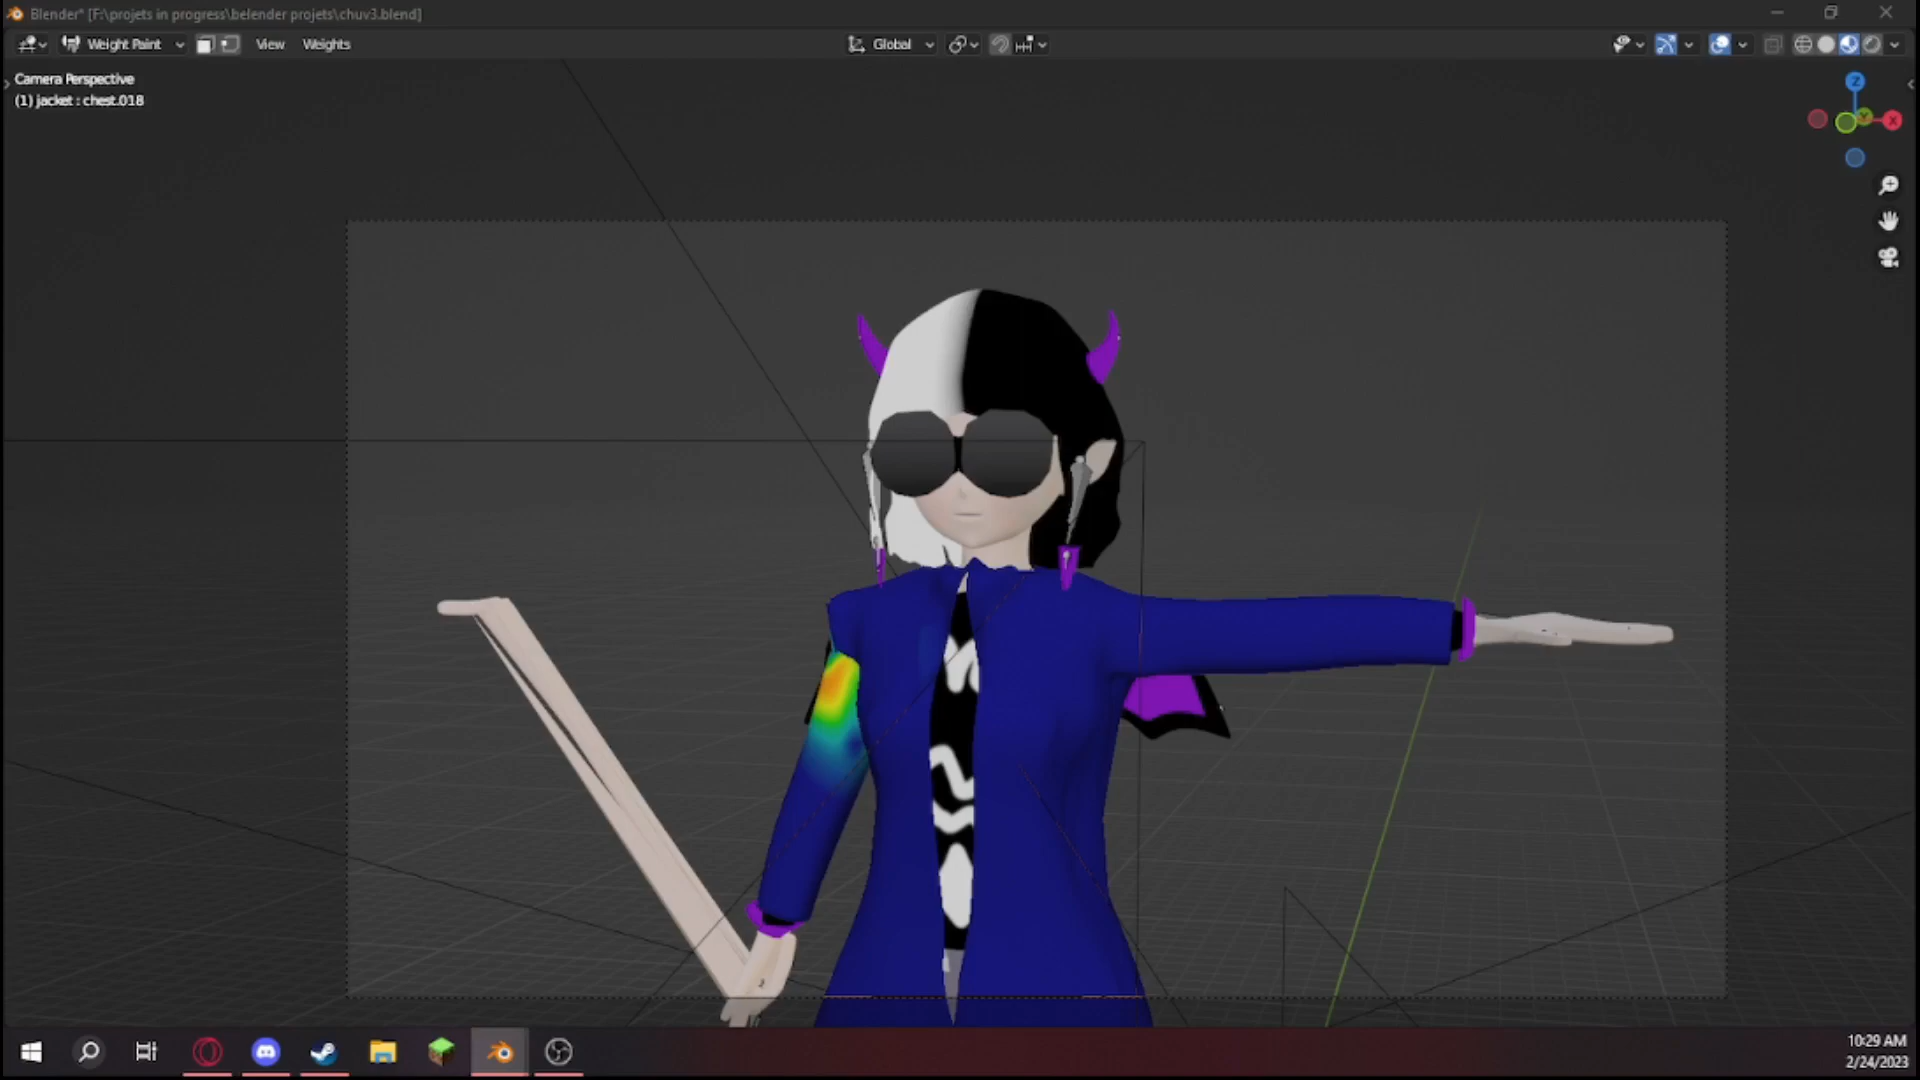 Blender* [F:\projets in progress\belender projets\chuv3.blend]
Weight Paint View Weights Global
Camera Perspective
(1) jacket : chest.018
Z
Y
X
10:29 AM
2/24/2023